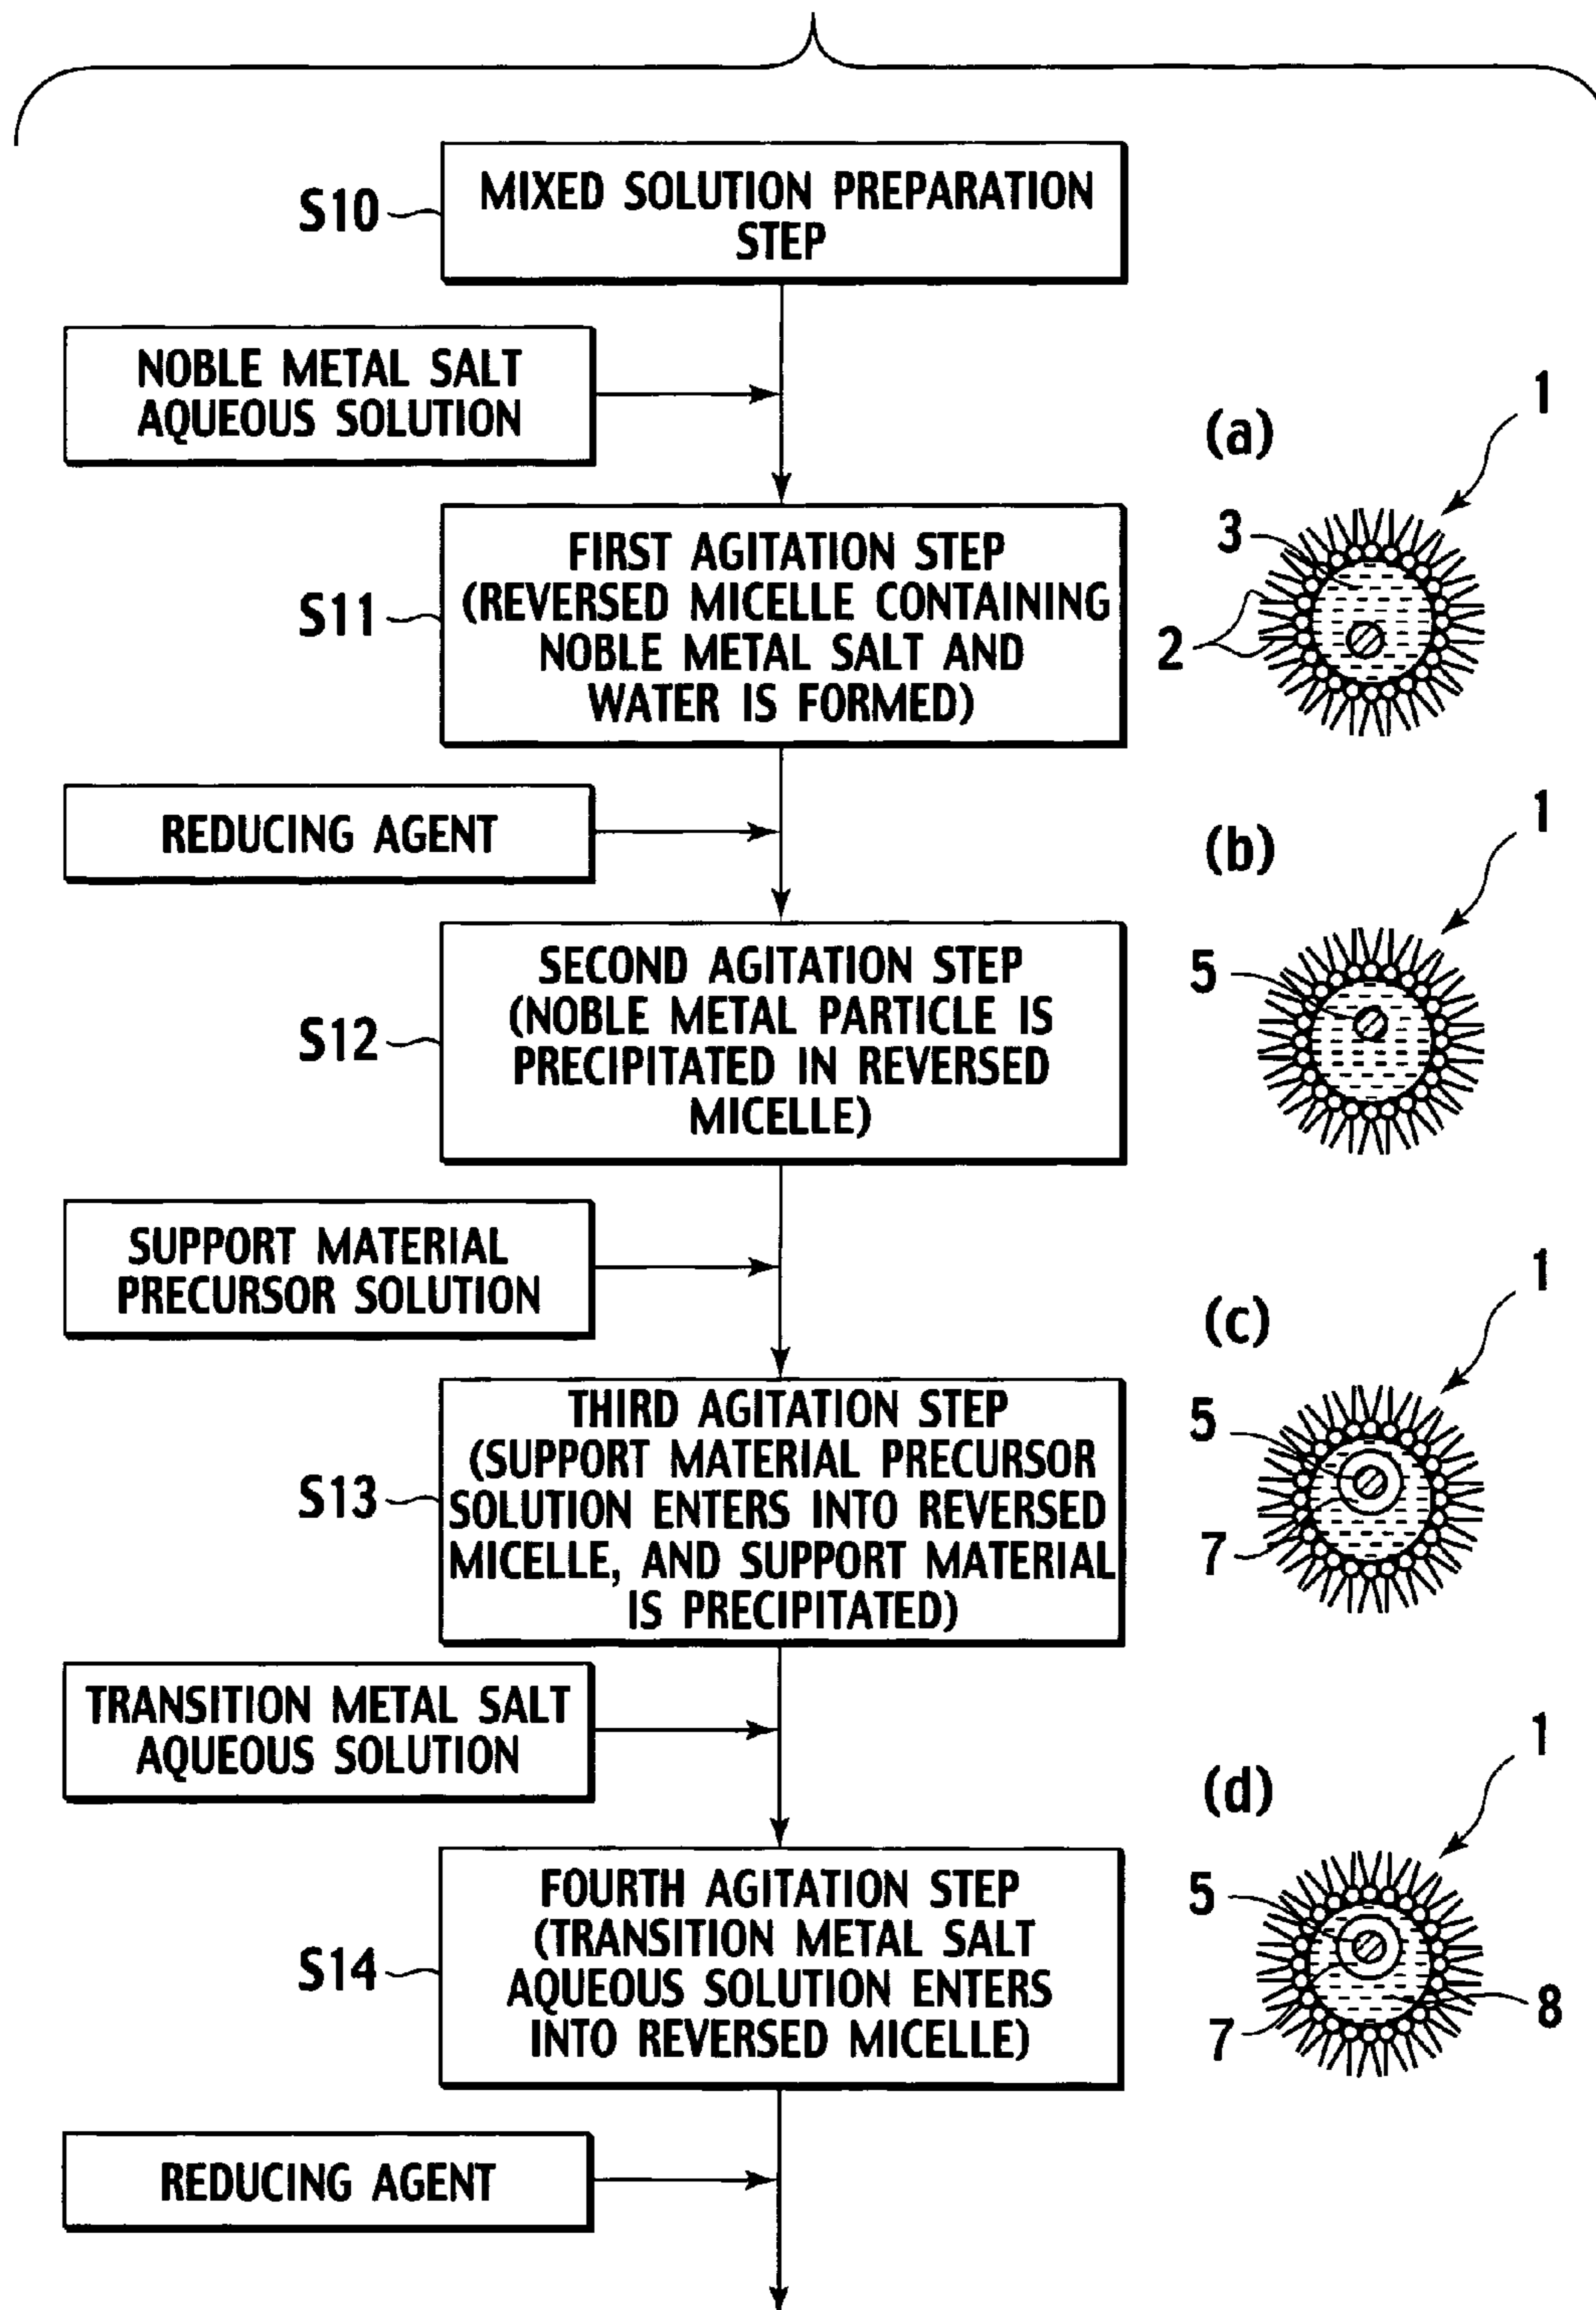 S10
MIXED SOLUTION PREPARATION
STEP
NOBLE METAL SALT
AQUEOUS SOLUTION
(a)
1
3
2
S11
FIRST AGITATION STEP
(REVERSED MICELLE CONTAINING
NOBLE METAL SALT AND
WATER IS FORMED)
REDUCING AGENT
(b)
1
5
S12
SECOND AGITATION STEP
(NOBLE METAL PARTICLE IS
PRECIPITATED IN REVERSED
MICELLE)
SUPPORT MATERIAL
PRECURSOR SOLUTION
(c)
1
5
7
S13
THIRD AGITATION STEP
(SUPPORT MATERIAL PRECURSOR
SOLUTION ENTERS INTO REVERSED
MICELLE, AND SUPPORT MATERIAL
IS PRECIPITATED)
TRANSITION METAL SALT
AQUEOUS SOLUTION
(d)
1
5
7
8
S14
FOURTH AGITATION STEP
(TRANSITION METAL SALT
AQUEOUS SOLUTION ENTERS
INTO REVERSED MICELLE)
REDUCING AGENT